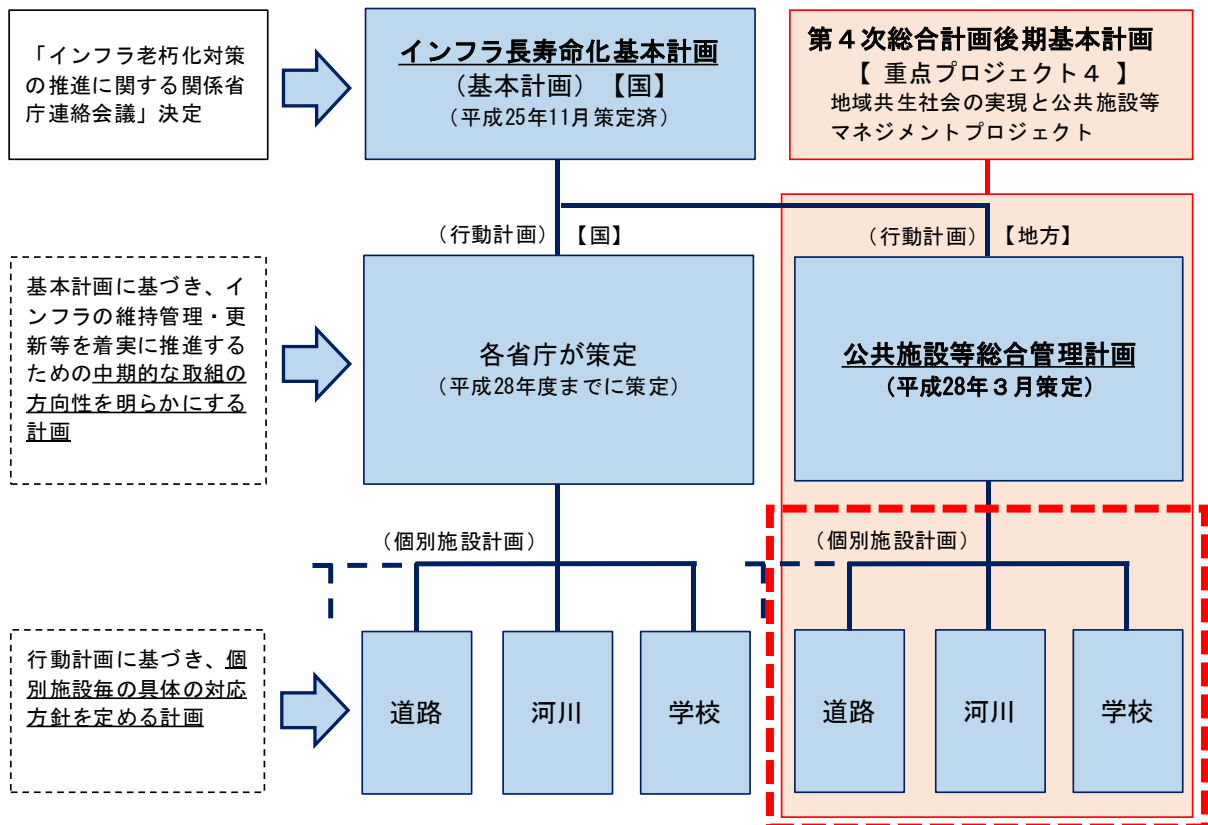 「インフラ老朽化対策
の推進に関する関係省
庁連絡会議」決定
インフラ長寿命化基本計画
(基本計画)【国】
(平成25年11月策定済)
第4次総合計画後期基本計画
【 重点プロジェクト4 】
地域共生社会の実現と公共施設等
マネジメントプロジェクト
(行動計画)【国】
(行動計画)【地方】
基本計画に基づき、イ
ンフラの維持管理・更
新等を着実に推進する
ための中期的な取組の
方向性を明らかにする
計画
各省庁が策定
(平成28年度までに策定)
公共施設等総合管理計画
(平成28年3月策定)
(個別施設計画)
(個別施設計画)
行動計画に基づき、個
別施設毎の具体の対応
方針を定める計画
道路
河川
学校
道路
河川
学校